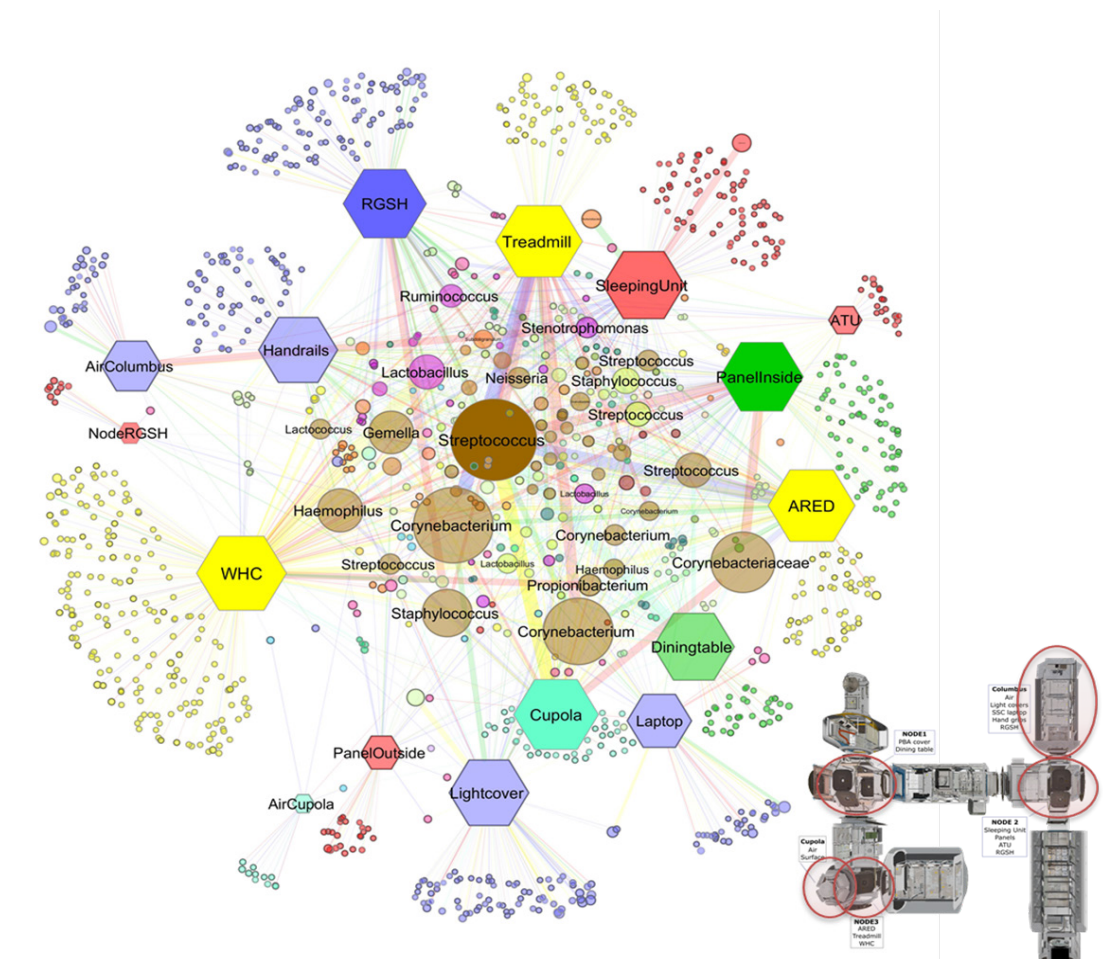 RGSH
Treadmill
SleepingUnit
Ruminococcus
ATU
Stenotrophomonas
Handrails
AirColumbus
Streptococcus
Lactobacillus
Neisseria
Staphylococcus
PanelInside
Streptococcus
Lactococcus
Gemella
NodeRGSH
Streptococcus
Streptococcus
Lactobacillus
Haemophilus
Corynebacterium
Corynebacterium
ARED
Corynebacterium
Streptococcus
Lactobacillus
Haemophilus
Corynebacteriaceae
WHC
Propionibacterium
Staphylococcus
Corynebacterium
Diningtable
Cupola
Laptop
PanelOutside
Lightcover
AirCupola
Columbus
Air
Light covers
SSC laptop
Hand grips
RGSH
NODE1
PBA cover
Dining table
NODE 2
Sleeping Unit
Panels
ATU
RGSH
Cupola
Air
Surface
NODE3
ARED
Treadmill
WHC